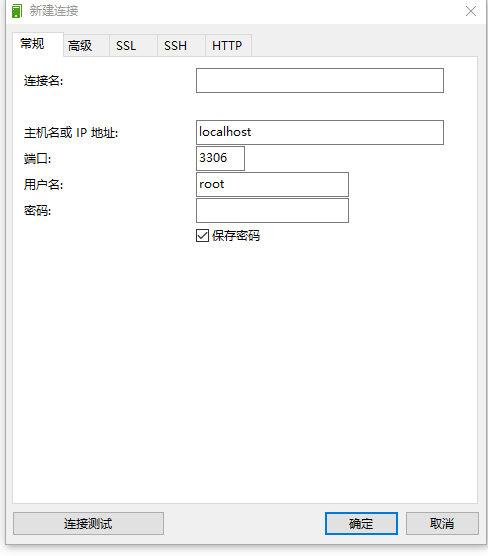 新建连接
常规 高级 SSL SSH HTTP
连接名:
主机名或 IP 地址: localhost
端口: 3306
用户名: root
密码:
保存密码
连接测试 确定 取消